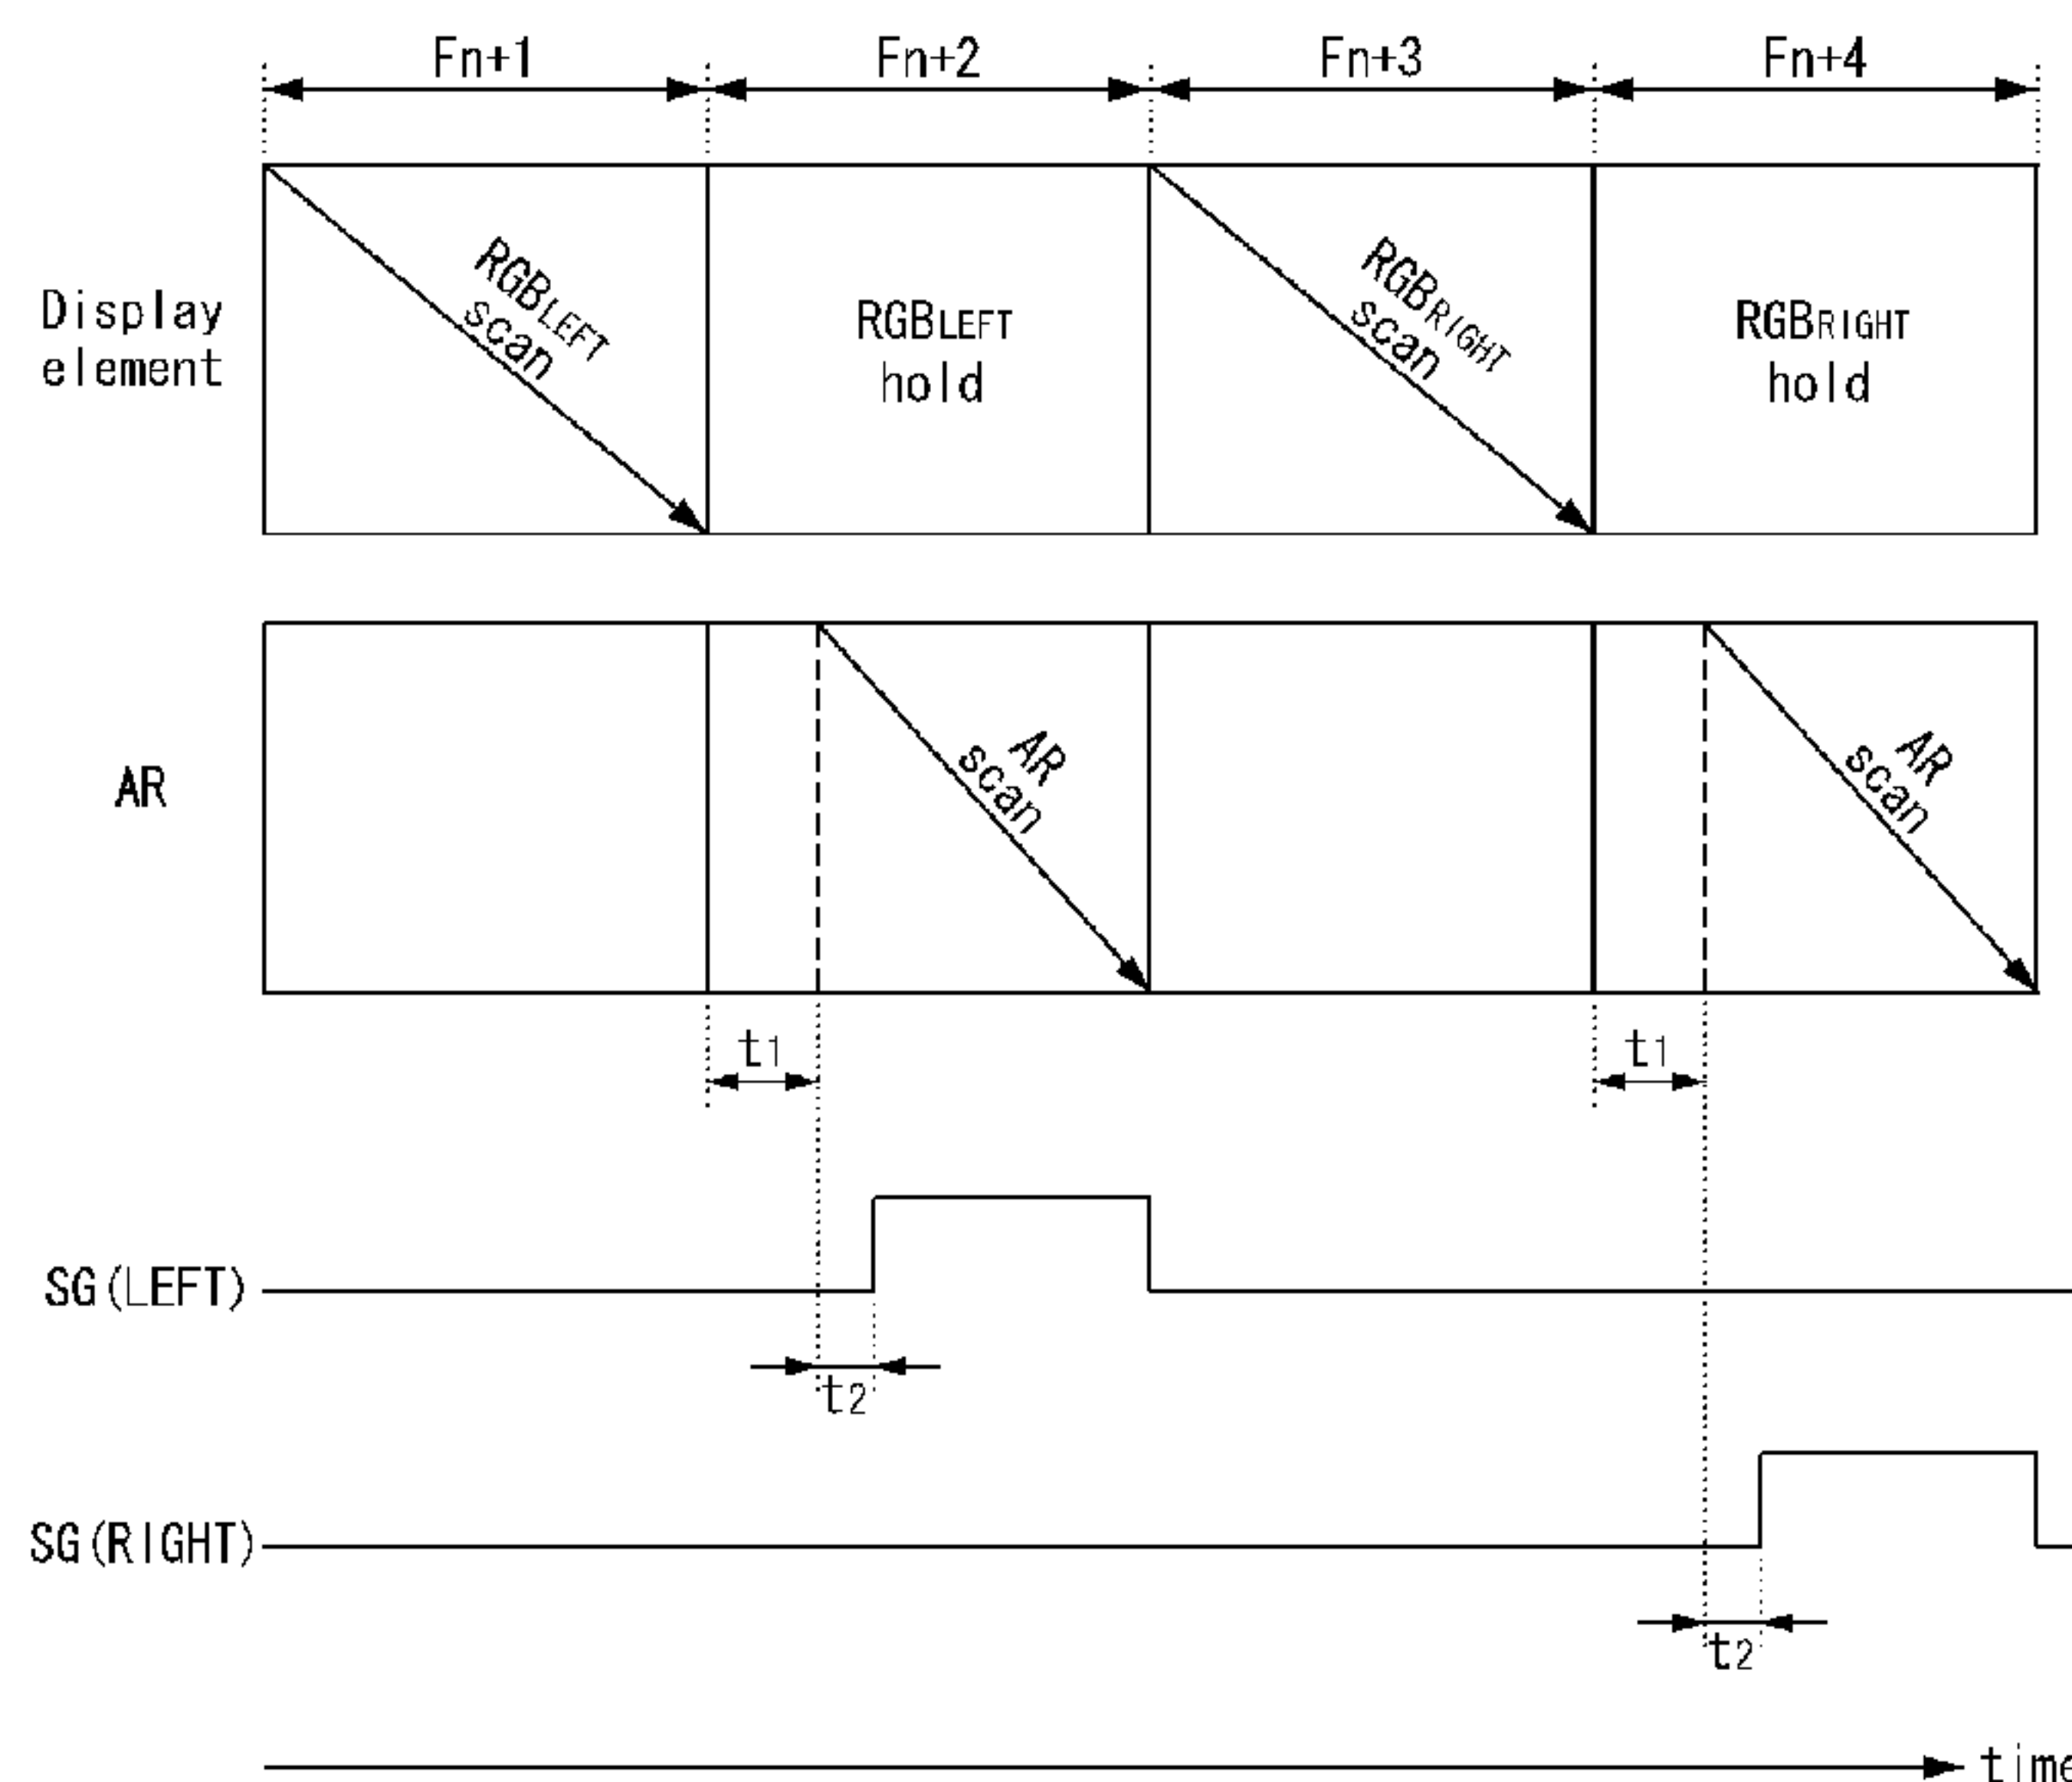 Fn+1 Fn+2 Fn+3 Fn+4
Display
element
RGBLEFT
scan
RGBLEFT
hold
RGBRIGHT
scan
RGBRIGHT
hold
AR
AR
scan
AR
scan
t1 t1
SG(LEFT)
t2
SG(RIGHT)
t2
time